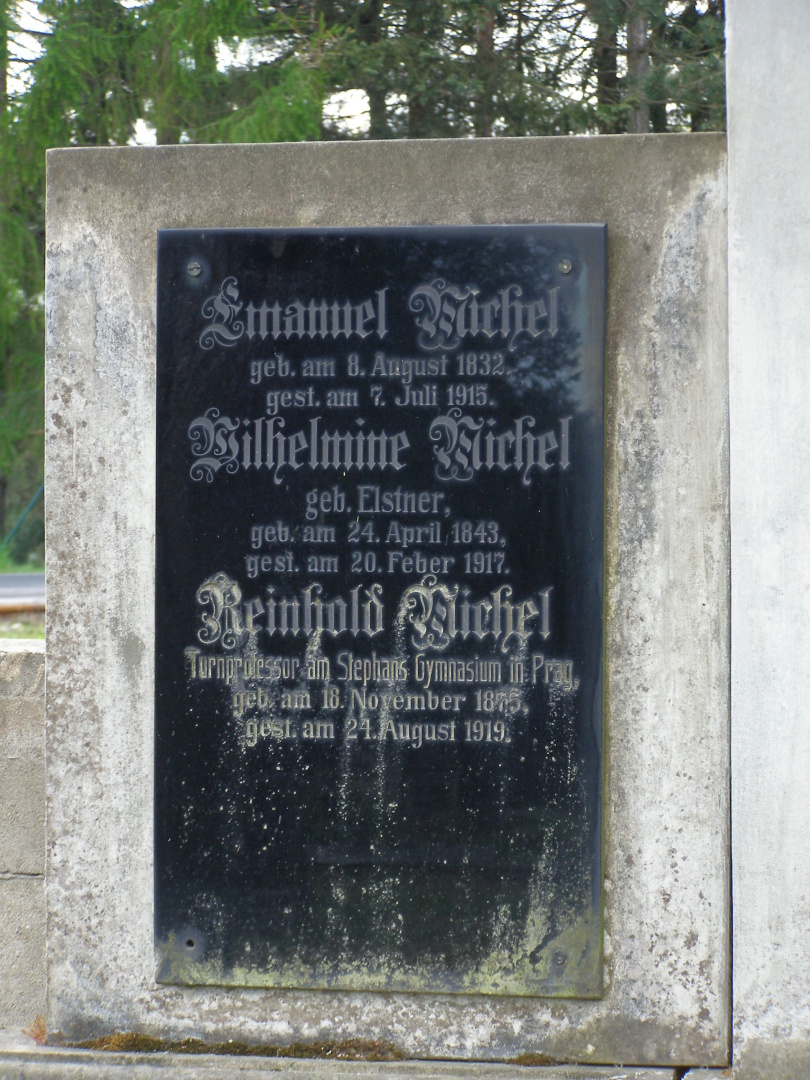 Emanuel Michel
geb. am 8. August 1832.
gest. am 7. Juli 1915.
Wilhelmine Michel
geb. Elstner,
geb. am 24. April 1843,
gest. am 20. Feber 1917.
Reinhold Michel
Turnprofessor am Stephans Gymnasium in Prag,
geb. am 18. November 1875,
gest. am 24. August 1919.